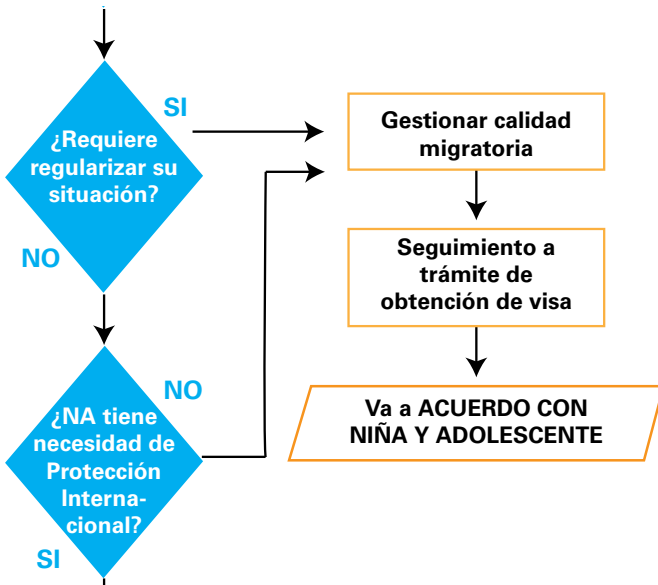 SI
¿Requiere
regularizar su
situación?
NO
Gestionar calidad
migratoria
Seguimiento a
trámite de
obtención de visa
NO
¿NA tiene
necesidad de
Protección
Interna-
cional?
SI
Va a ACUERDO CON
NIÑA Y ADOLESCENTE